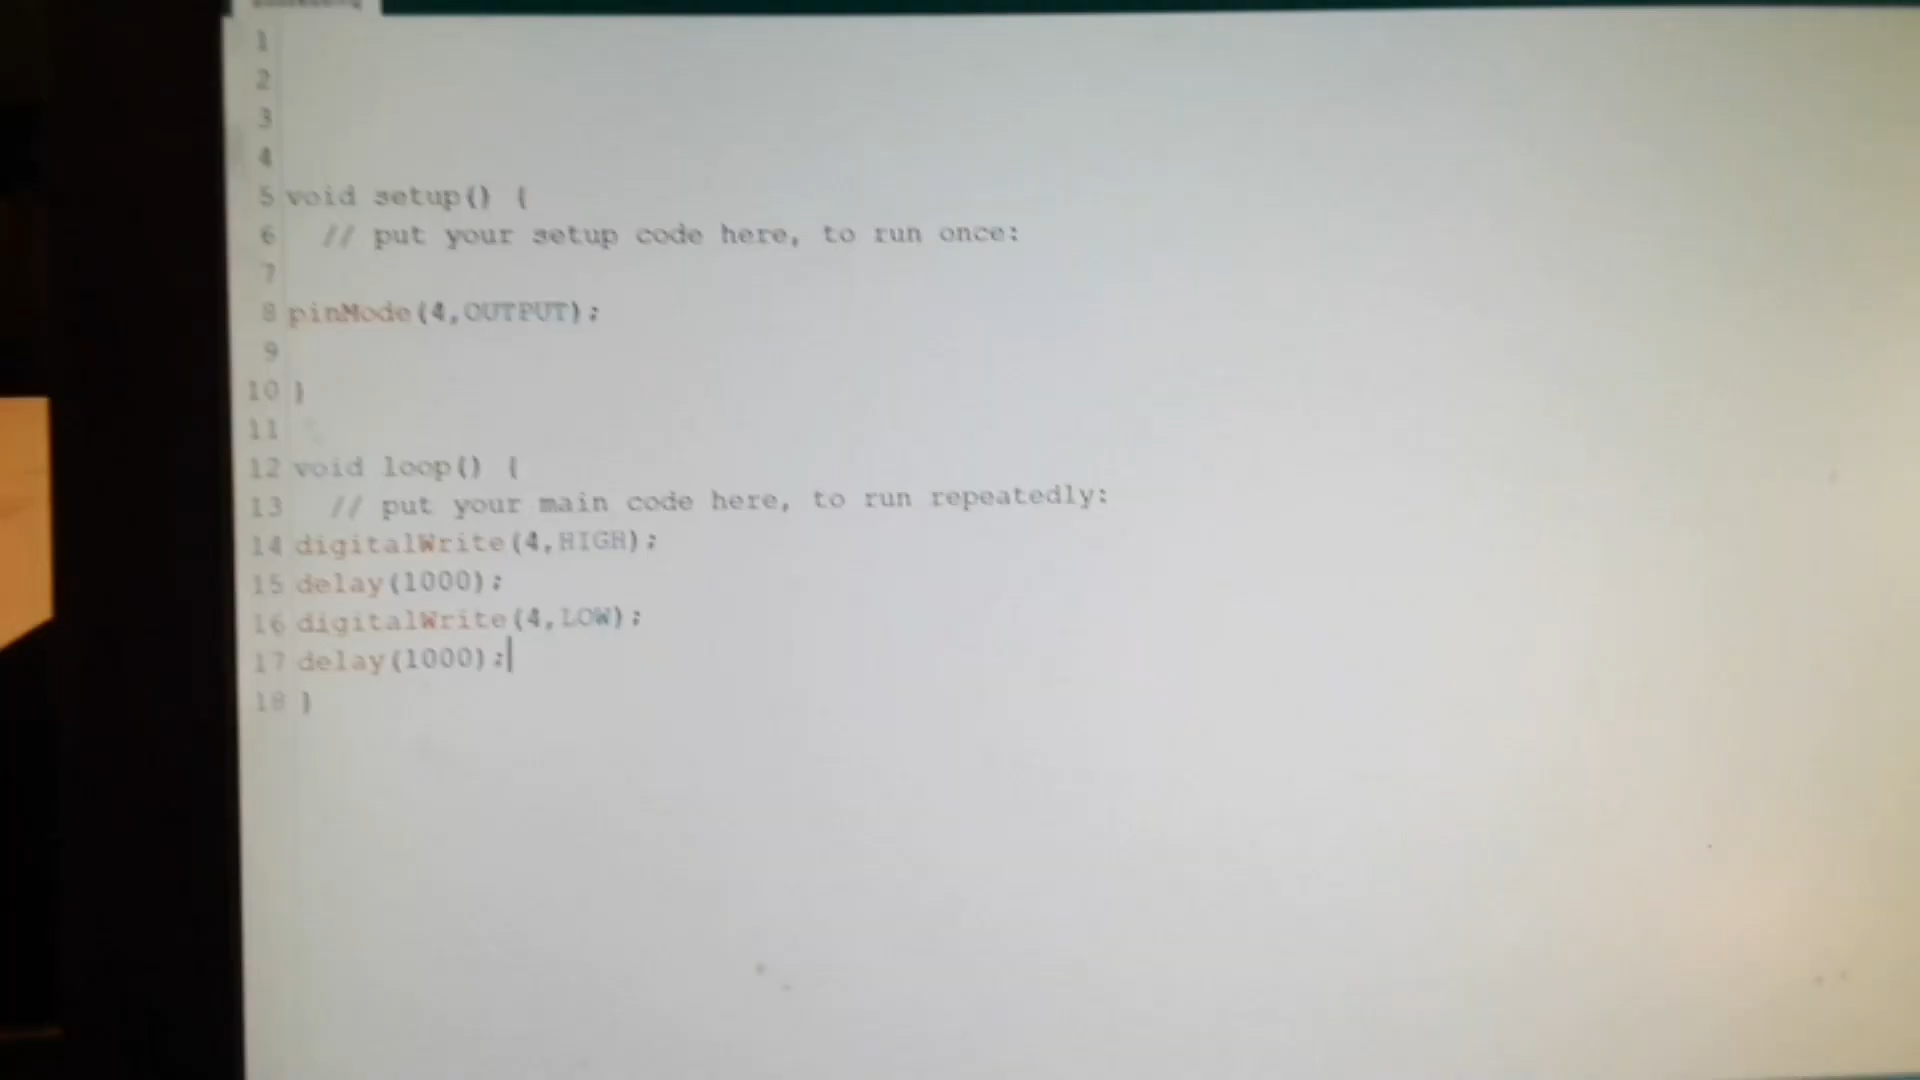 1
2
3
4
5 void setup() {
6 // put your setup code here, to run once:
7
8 pinMode(4,OUTPUT);
9
10 }
11
12 void loop() {
13 // put your main code here, to run repeatedly:
14 digitalWrite(4,HIGH);
15 delay(1000);
16 digitalWrite(4,LOW);
17 delay(1000);
18 }